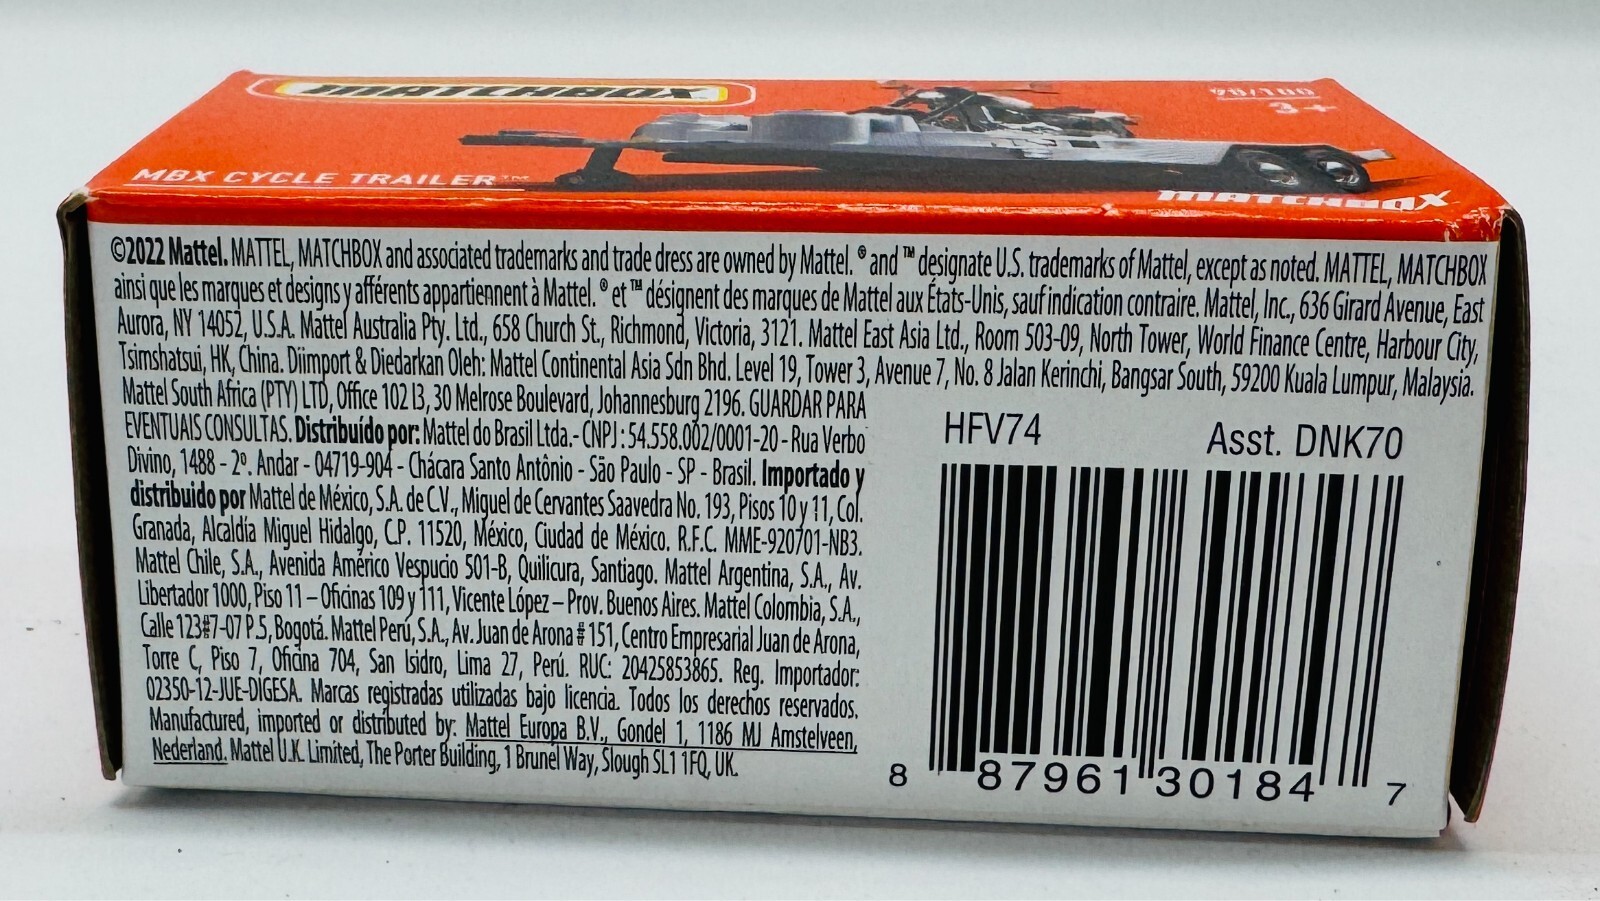 MATCHBOX
98/100
3+
MBX CYCLE TRAILER™
MATCHBOX
©2022 Mattel. MATTEL, MATCHBOX and associated trademarks and trade dress are owned by Mattel. ® and ™ designate U.S. trademarks of Mattel, except as noted. MATTEL, MATCHBOX
ainsi que les marques et designs y afférents appartiennent à Mattel. ® et ™ désignent des marques de Mattel aux États-Unis, sauf indication contraire. Mattel, Inc., 636 Girard Avenue, East
Aurora, NY 14052, U.S.A. Mattel Australia Pty. Ltd., 658 Church St., Richmond, Victoria, 3121. Mattel East Asia Ltd., Room 503-09, North Tower, World Finance Centre, Harbour City,
Tsimshatsui, HK, China. Diimport & Diedarkan Oleh: Mattel Continental Asia Sdn Bhd. Level 19, Tower 3, Avenue 7, No. 8 Jalan Kerinchi, Bangsar South, 59200 Kuala Lumpur, Malaysia.
Mattel South Africa (PTY) LTD, Office 102 I3, 30 Melrose Boulevard, Johannesburg 2196. GUARDAR PARA
EVENTUAIS CONSULTAS. Distribuído por: Mattel do Brasil Ltda.- CNPJ : 54.558.002/0001-20 - Rua Verbo
Divino, 1488 - 2º. Andar - 04719-904 - Chácara Santo Antônio - São Paulo - SP - Brasil. Importado y
distribuido por Mattel de México, S.A. de C.V., Miguel de Cervantes Saavedra No. 193, Pisos 10 y 11, Col.
Granada, Alcaldía Miguel Hidalgo, C.P. 11520, México, Ciudad de México. R.F.C. MME-920701-NB3.
Mattel Chile, S.A., Avenida Américo Vespucio 501-B, Quilicura, Santiago. Mattel Argentina, S.A., Av.
Libertador 1000, Piso 11 – Oficinas 109 y 111, Vicente López – Prov. Buenos Aires. Mattel Colombia, S.A.,
Calle 123#7-07 P.5, Bogotá. Mattel Perú, S.A., Av. Juan de Arona # 151, Centro Empresarial Juan de Arona,
Torre C, Piso 7, Oficina 704, San Isidro, Lima 27, Perú. RUC: 20425853865. Reg. Importador:
02350-12-JUE-DIGESA. Marcas registradas utilizadas bajo licencia. Todos los derechos reservados.
Manufactured, imported or distributed by: Mattel Europa B.V., Gondel 1, 1186 MJ Amstelveen,
Nederland. Mattel U.K. Limited, The Porter Building, 1 Brunel Way, Slough SL1 1FQ, UK.
HFV74 Asst. DNK70
8 87961 30184 7